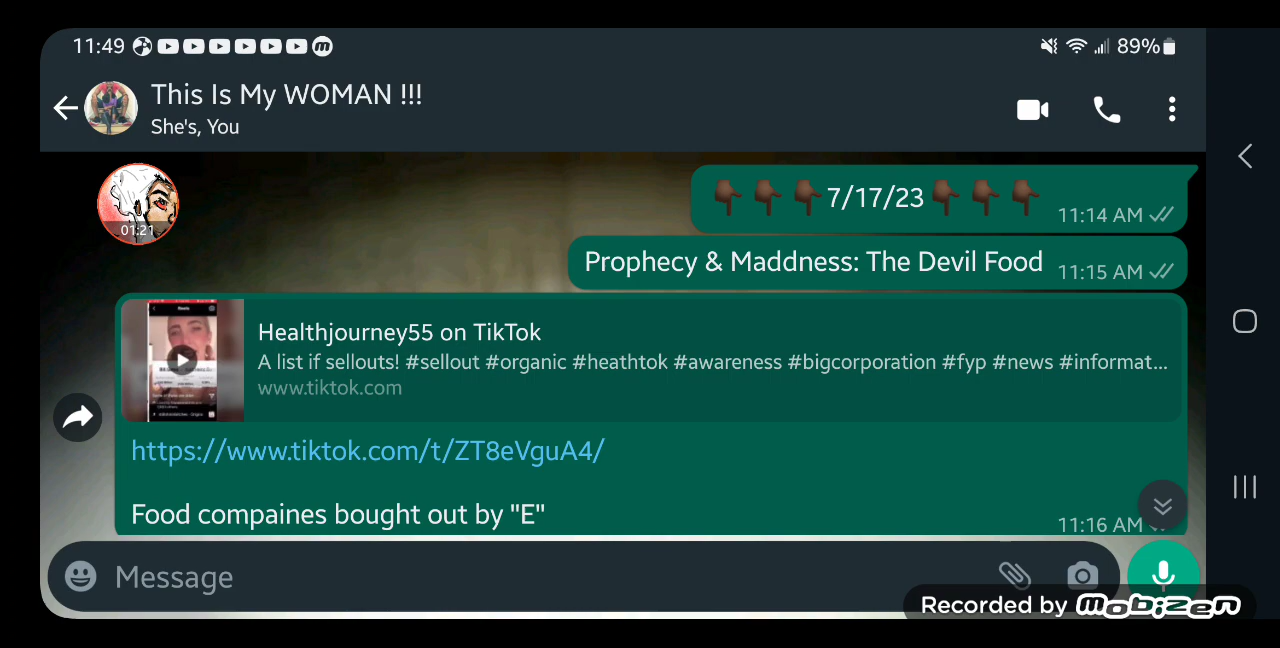 11:49 89%
This Is My WOMAN !!!
She's, You
01:21
👇🏿👇🏿👇🏿7/17/23👇🏿👇🏿👇🏿 11:14 AM
Prophecy & Maddness: The Devil Food 11:15 AM
Healthjourney55 on TikTok
A list if sellouts! #sellout #organic #heathtok #awareness #bigcorporation #fyp #news #informat...
www.tiktok.com
https://www.tiktok.com/t/ZT8eVguA4/
Food compaines bought out by "E" 11:16 AM
Message
Recorded by mobizen